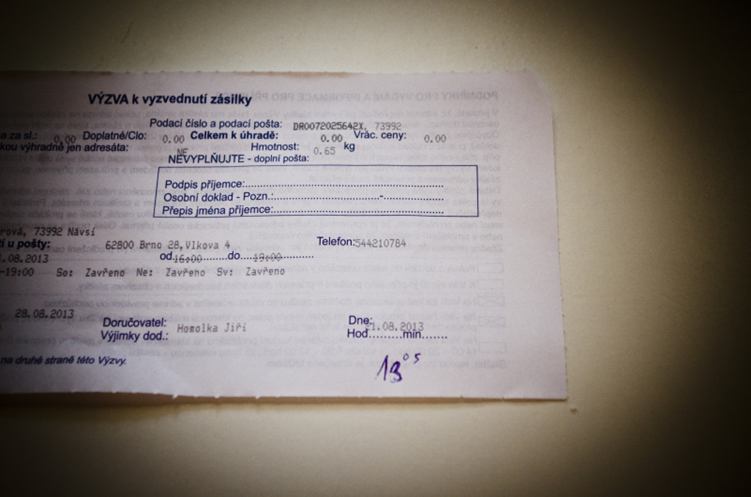 VÝZVA k vyzvednutí zásilky
Podací číslo a podací pošta: DR0072025642X, 73992
a za sl.: 0.00 Doplatné/Clo: 0.00 Celkem k úhradě: 0.00 Vrác. ceny: 0.00
kou výhradně jen adresáta: NE Hmotnost: 0.65 kg
NEVYPLŇUJTE - doplní pošta:
Podpis příjemce:
Osobní doklad - Pozn.: -
Přepis jména příjemce:
rová, 73992 Návsí
í u pošty: 62800 Brno 28, Vlkova 4 Telefon: 544210784
.08.2013 od 16:00 do 19:00
-19:00 So: Zavřeno Ne: Zavřeno Sv: Zavřeno
28.08.2013
Doručovatel: Homolka Jiří Dne: 21.08.2013
Výjimky dod.: Hod. min.
na druhé straně této Výzvy.